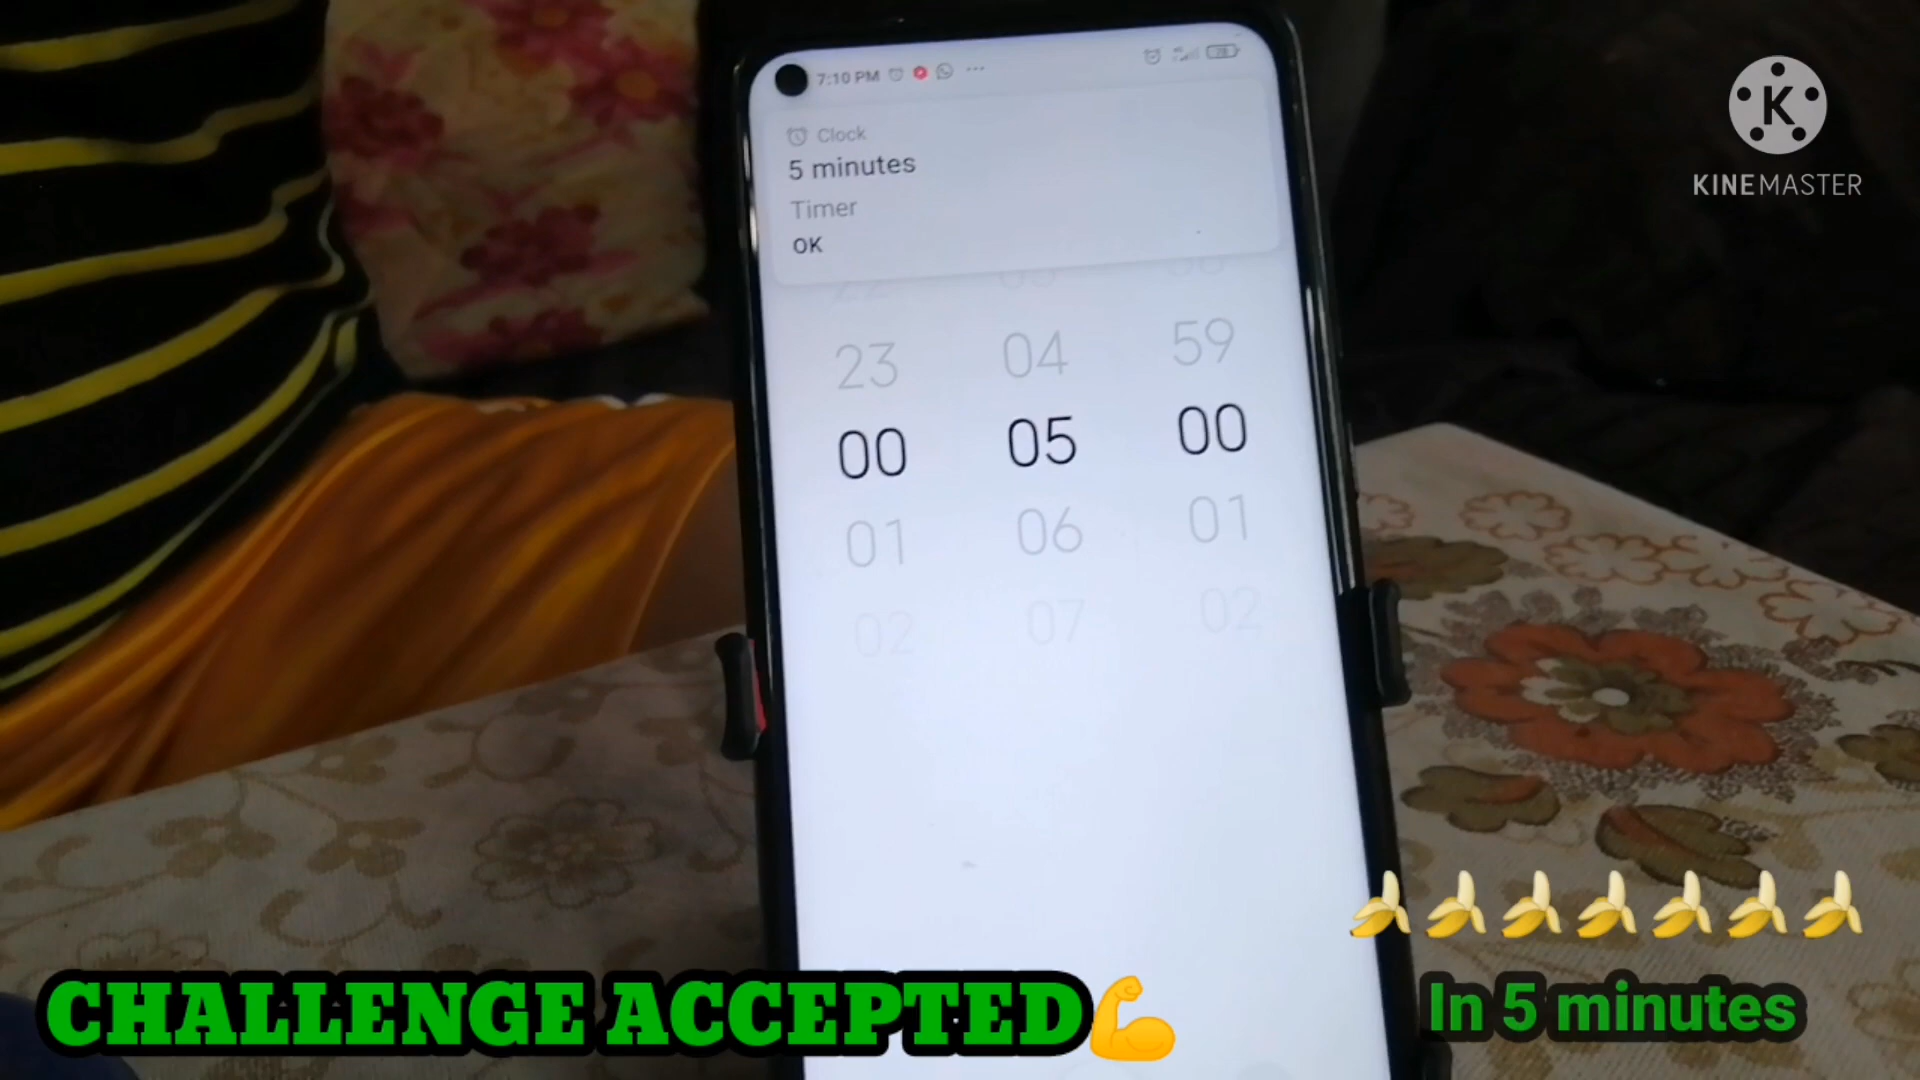 7:10 PM
Clock
5 minutes
Timer
OK
23 04 59
00 05 00
01 06 01
02 07 02
KINEMASTER
In 5 minutes
CHALLENGE ACCEPTED💪